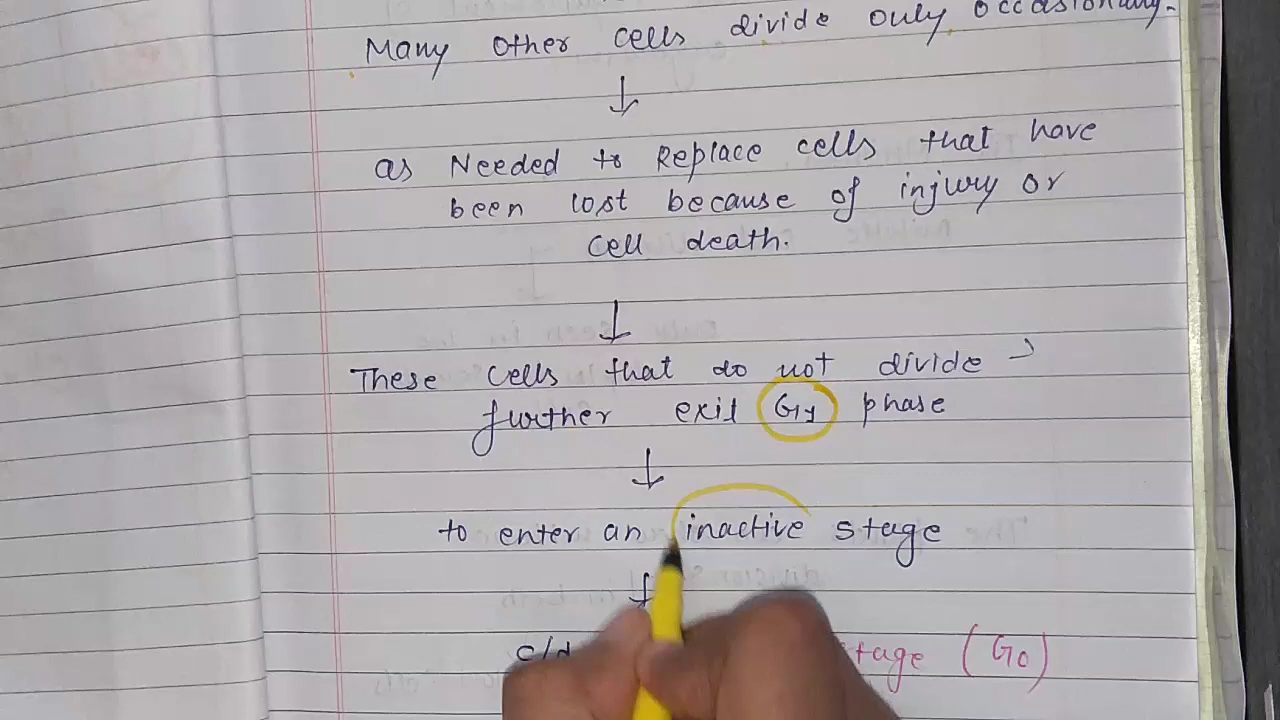 Many Other cells divide only occasionally.
as Needed to Replace cells that have
been lost because of injury or
cell death.
These cells that do not divide
further exit G1 phase
to enter an inactive stage
c/d stage (G0)